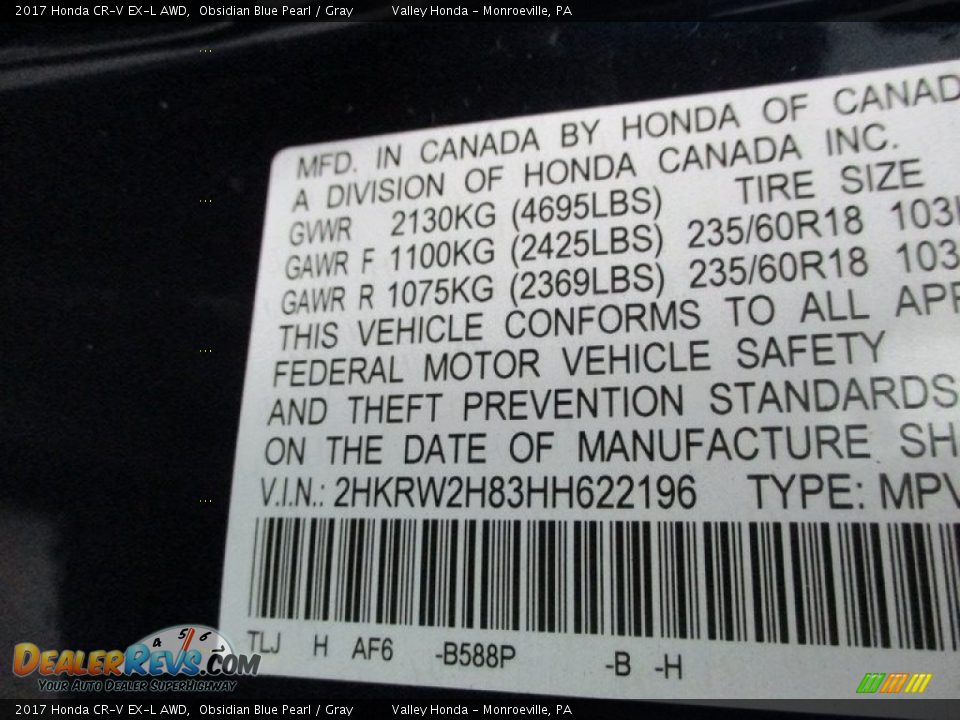 2017 Honda CR-V EX-L AWD, Obsidian Blue Pearl / Gray Valley Honda - Monroeville, PA
MFD. IN CANADA BY HONDA OF CANAD
A DIVISION OF HONDA CANADA INC.
GVWR 2130KG (4695LBS) TIRE SIZE
GAWR F 1100KG (2425LBS) 235/60R18 103
GAWR R 1075KG (2369LBS) 235/60R18 103
THIS VEHICLE CONFORMS TO ALL APP
FEDERAL MOTOR VEHICLE SAFETY
AND THEFT PREVENTION STANDARDS
ON THE DATE OF MANUFACTURE SH
V.I.N.: 2HKRW2H83HH622196 TYPE: MPV
TLJ H AF6 -B588P -B -H
4 5 6
DEALERREVS.COM
YOUR AUTO DEALER SUPERHIGHWAY
2017 Honda CR-V EX-L AWD, Obsidian Blue Pearl / Gray Valley Honda - Monroeville, PA